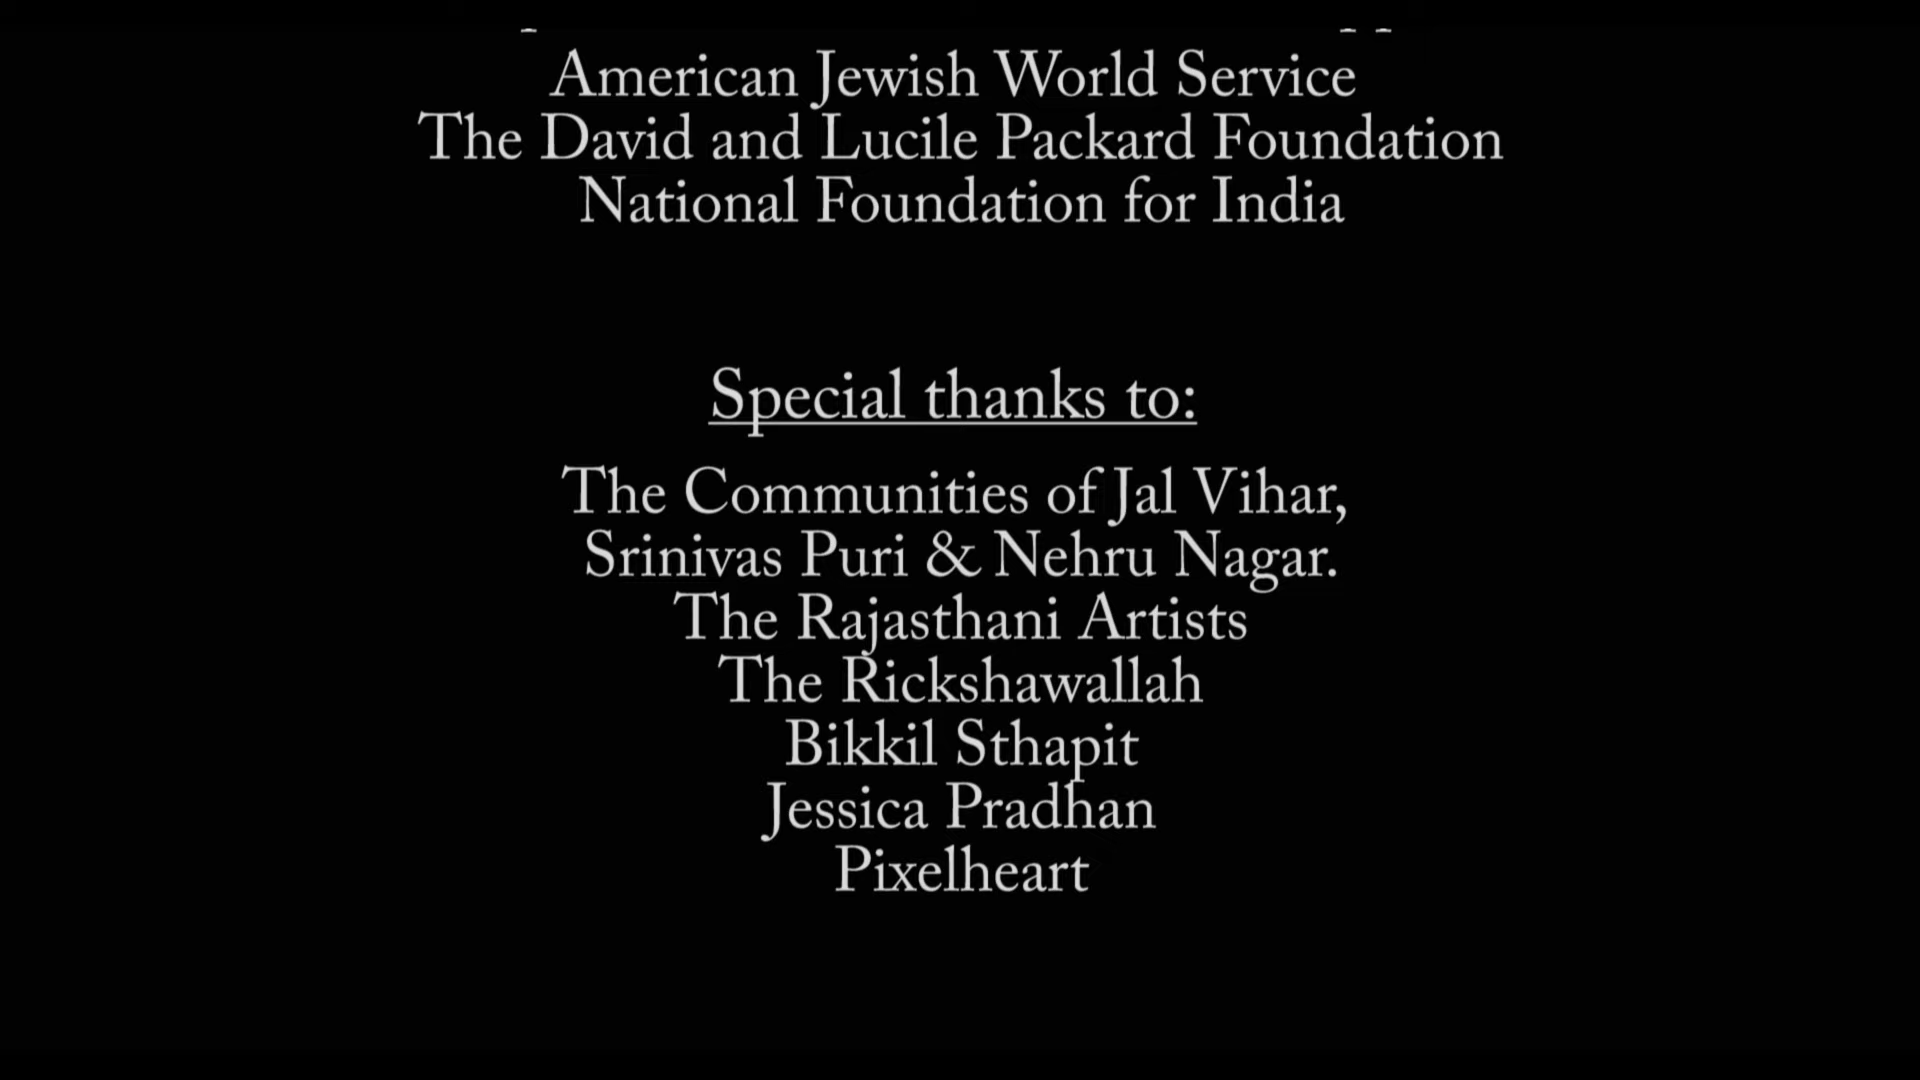 American Jewish World Service
The David and Lucile Packard Foundation
National Foundation for India
Special thanks to:
The Communities of Jal Vihar,
Srinivas Puri & Nehru Nagar.
The Rajasthani Artists
The Rickshawallah
Bikkil Sthapit
Jessica Pradhan
Pixelheart